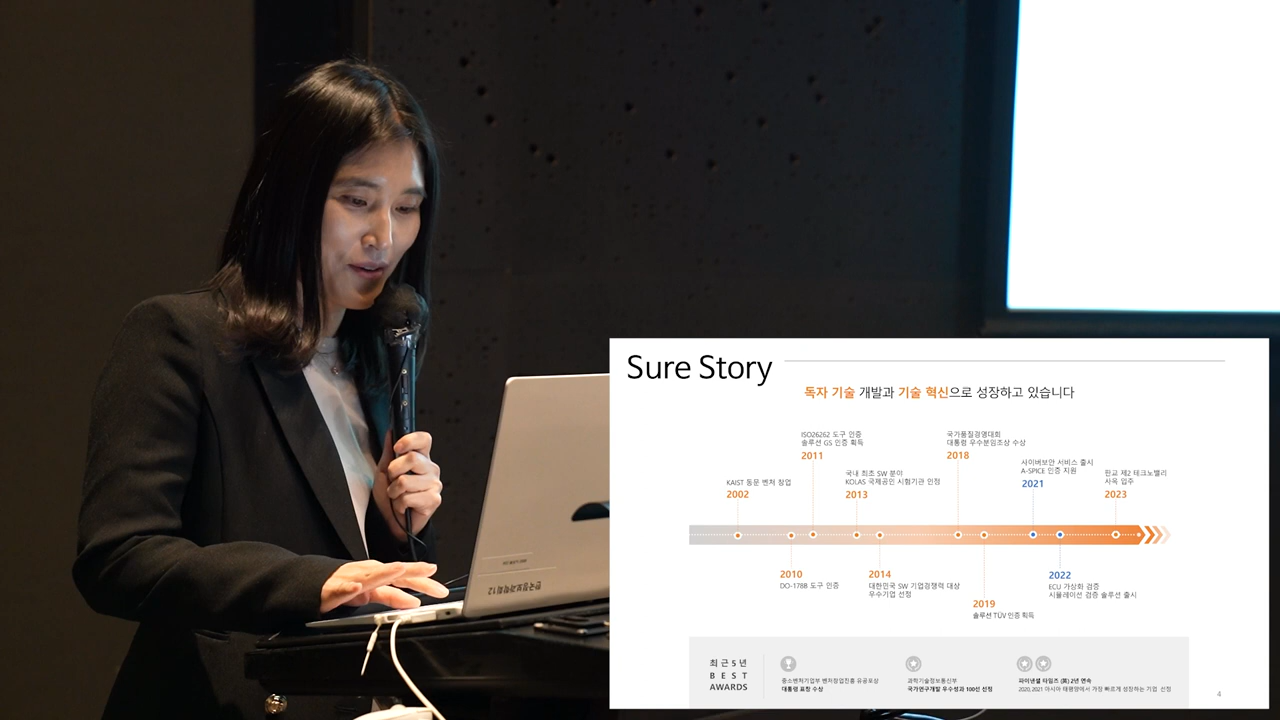 Sure Story
독자 기술 개발과 기술 혁신으로 성장하고 있습니다
KAIST 동문 벤처 창업
2002
ISO26262 도구 인증
솔루션 GS 인증 획득
2011
국내 최초 SW 분야
KOLAS 국제공인 시험기관 인정
2013
국가품질경영대회
대통령 우수분임조상 수상
2018
사이버보안 서비스 출시
A-SPICE 인증 지원
2021
판교 제2 테크노밸리
사옥 입주
2023
2010
DO-178B 도구 인증
2014
대한민국 SW 기업경쟁력 대상
우수기업 선정
2019
솔루션 TÜV 인증 획득
2022
ECU 가상화 검증
시뮬레이션 검증 솔루션 출시
최근5년
BEST
AWARDS
중소벤처기업부 벤처창업진흥 유공포상
대통령 표창 수상
과학기술정보통신부
국가연구개발 우수성과 100선 선정
파이낸셜 타임즈 (英) 2년 연속
2020, 2021 아시아 태평양에서 가장 빠르게 성장하는 기업 선정
4
한국정보과학회12